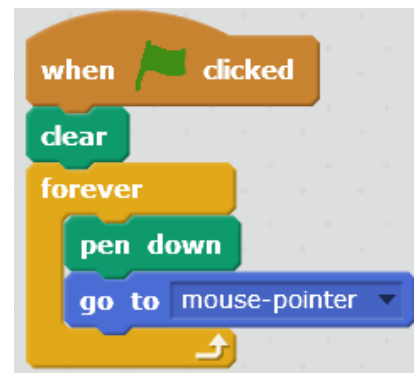 when clicked
clear
forever
pen down
go to mouse-pointer